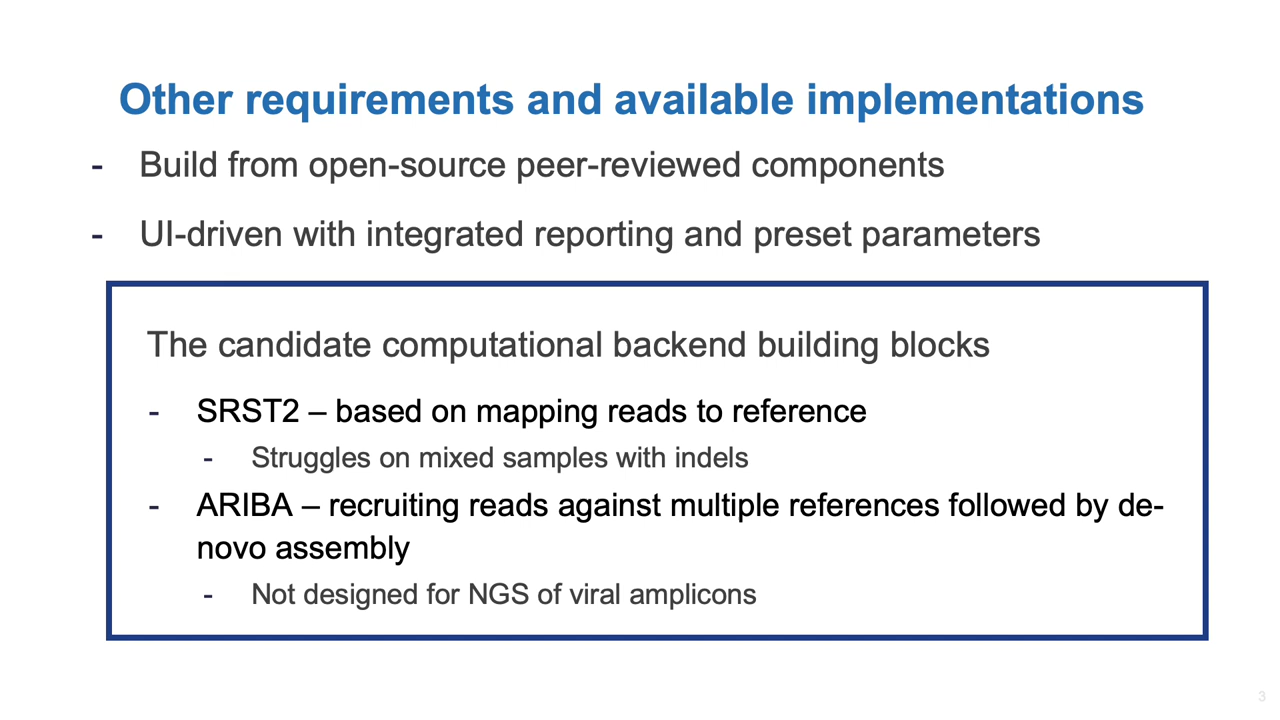 Other requirements and available implementations
- Build from open-source peer-reviewed components
- UI-driven with integrated reporting and preset parameters
The candidate computational backend building blocks
- SRST2 – based on mapping reads to reference
- Struggles on mixed samples with indels
- ARIBA – recruiting reads against multiple references followed by de-
novo assembly
- Not designed for NGS of viral amplicons
3